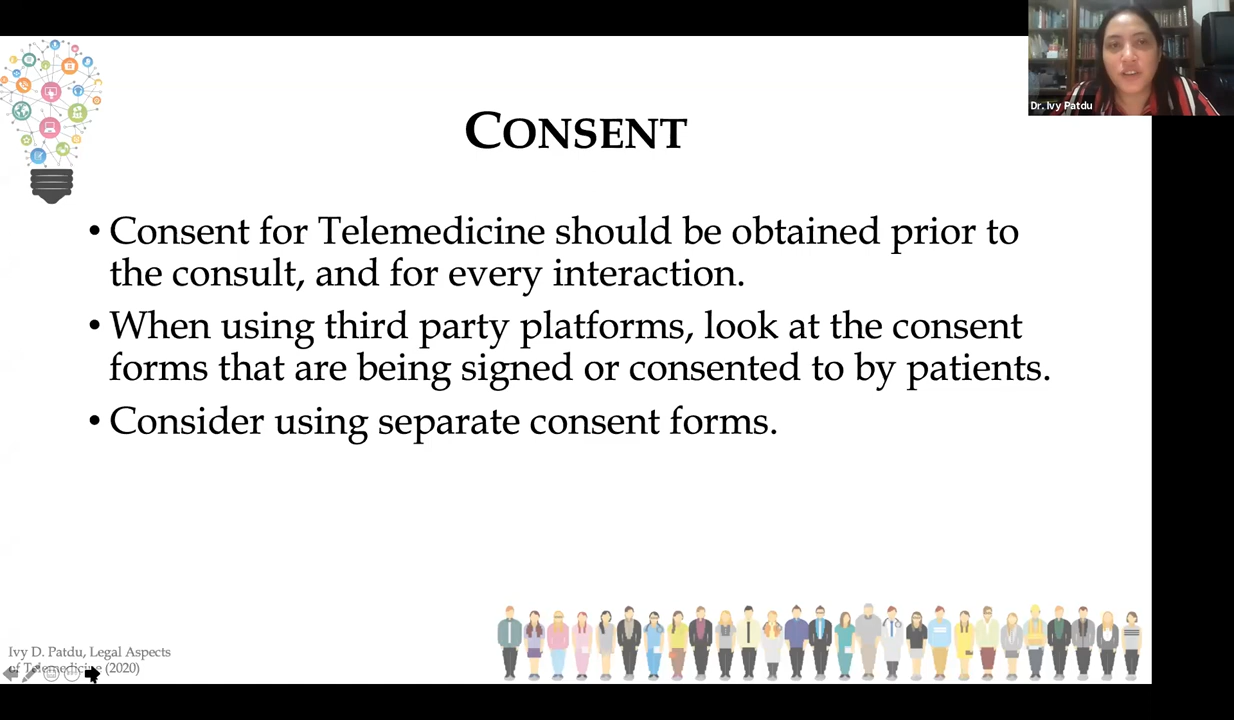 Dr. Ivy Patdu
CONSENT
• Consent for Telemedicine should be obtained prior to
the consult, and for every interaction.
• When using third party platforms, look at the consent
forms that are being signed or consented to by patients.
• Consider using separate consent forms.
Ivy D. Patdu, Legal Aspects
of Telemedicine (2020)